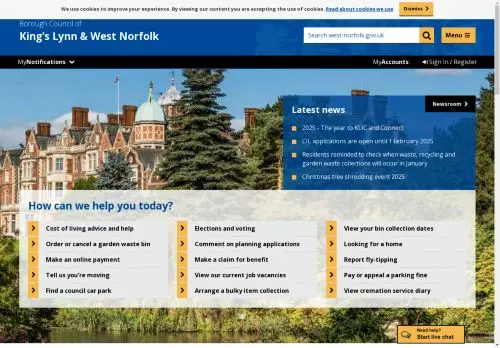 We use cookies to improve your experience. By viewing our content you are accepting the use of cookies. Read about cookies we use
Dismiss
Borough Council of
King's Lynn & West Norfolk
Search west-norfolk.gov.uk
Menu
MyNotifications
MyAccounts
Sign In / Register
Newsroom
Latest news
2025 - The year to KLIC and Connect
CIL applications are open until 1 February 2025
Residents reminded to check when waste, recycling and
garden waste collections will occur in January
Christmas tree shredding event 2025
How can we help you today?
Cost of living advice and help
Elections and voting
View your bin collection dates
Order or cancel a garden waste bin
Comment on planning applications
Looking for a home
Make an online payment
Make a claim for benefit
Report fly-tipping
Tell us you're moving
View our current job vacancies
Pay or appeal a parking fine
Find a council car park
Arrange a bulky item collection
View cremation service diary
Need help?
Start live chat